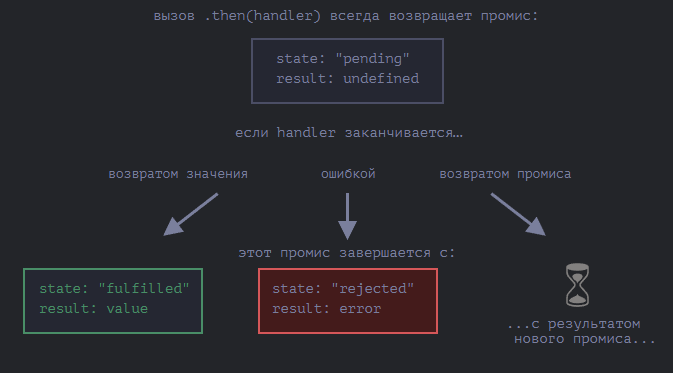 вызов .then(handler) всегда возвращает промис:
state: "pending"
result: undefined
если handler заканчивается…
возвратом значения
ошибкой
возвратом промиса
этот промис завершается с:
state: "fulfilled"
result: value
state: "rejected"
result: error
...с результатом
нового промиса...